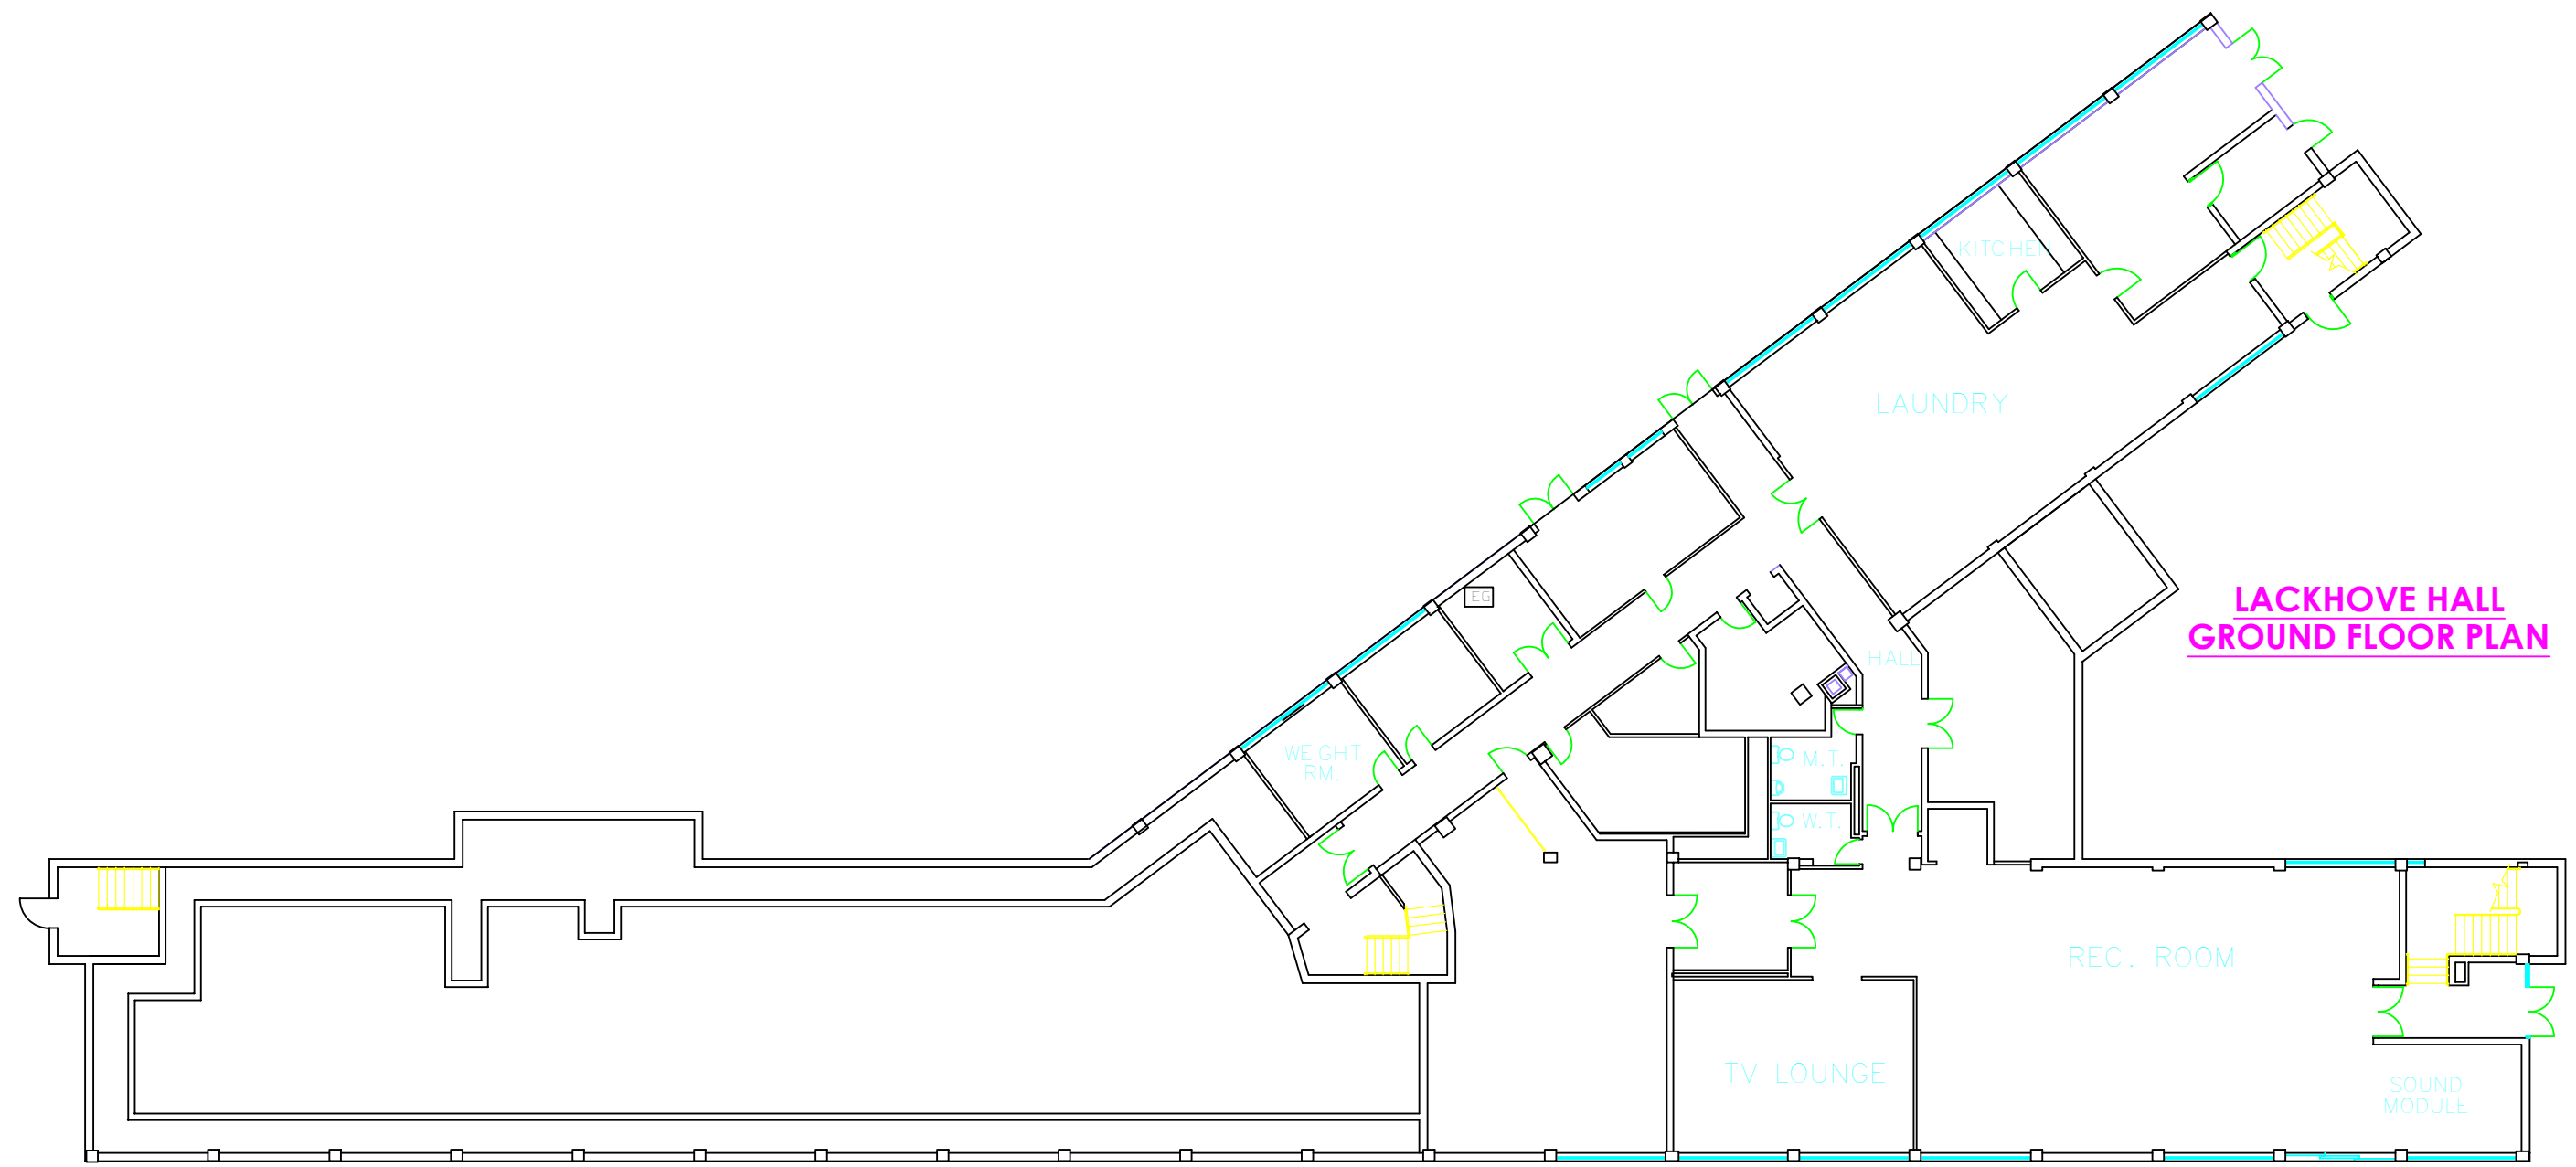 KITCHEN
LAUNDRY
EG
LACKHOVE HALL
GROUND FLOOR PLAN
HALL
WEIGHT
RM.
M.T.
W.T.
REC. ROOM
TV LOUNGE
SOUND
MODULE